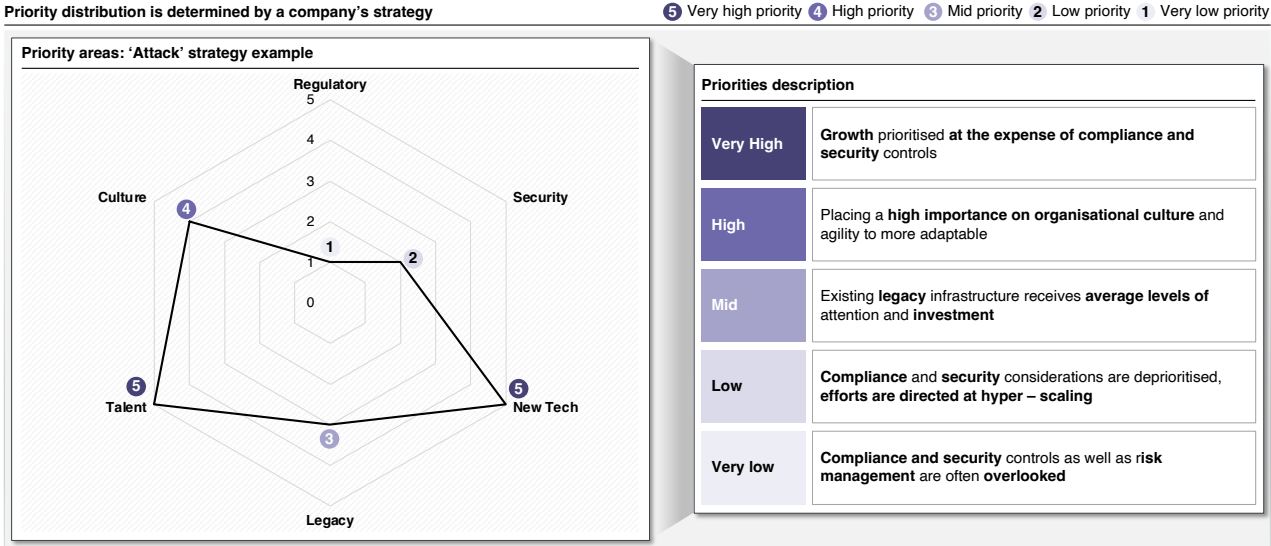 Priority distribution is determined by a company's strategy
5 Very high priority 4 High priority 3 Mid priority 2 Low priority 1 Very low priority
Priority areas: 'Attack' strategy example
Regulatory
5
4
3
2
1
0
Culture
Security
4
1
2
5
Talent
5
New Tech
3
Legacy
Priorities description
Very High
Growth prioritised at the expense of compliance and
security controls
High
Placing a high importance on organisational culture and
agility to more adaptable
Mid
Existing legacy infrastructure receives average levels of
attention and investment
Low
Compliance and security considerations are deprioritised,
efforts are directed at hyper – scaling
Very low
Compliance and security controls as well as risk
management are often overlooked